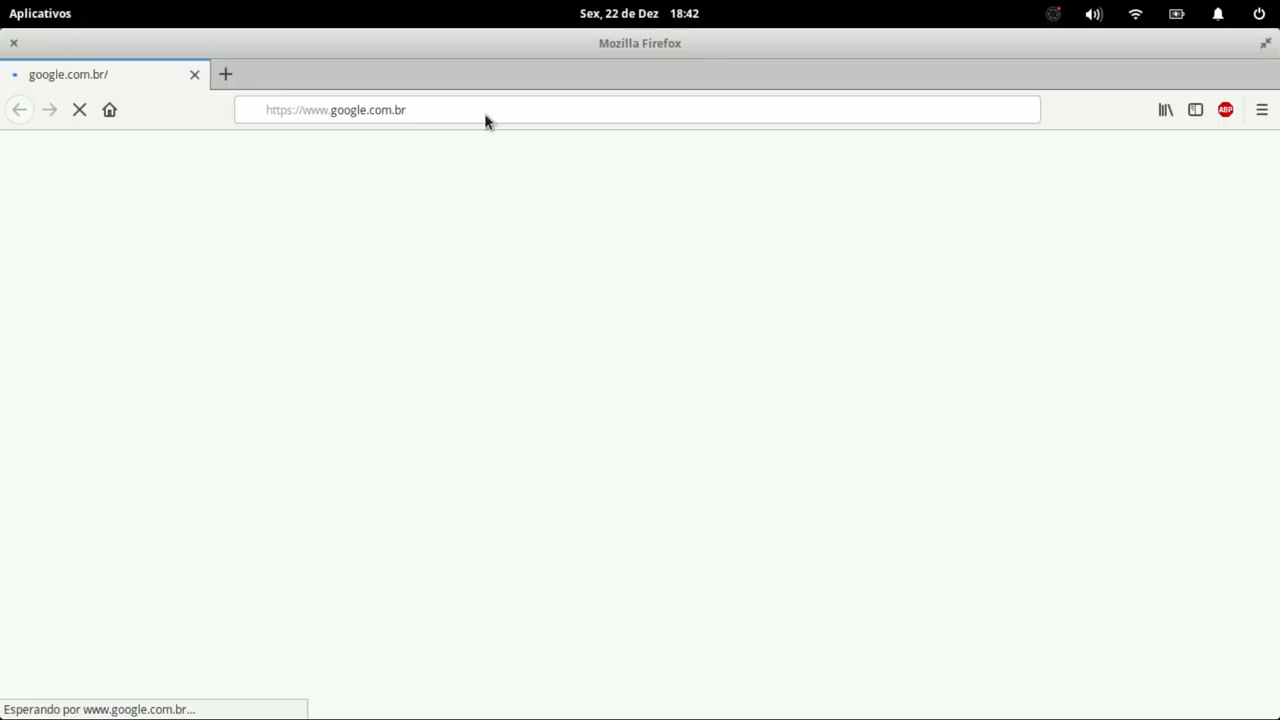 Aplicativos
Sex, 22 de Dez 18:42
Mozilla Firefox
google.com.br/
https://www.google.com.br
ABP
Esperando por www.google.com.br...